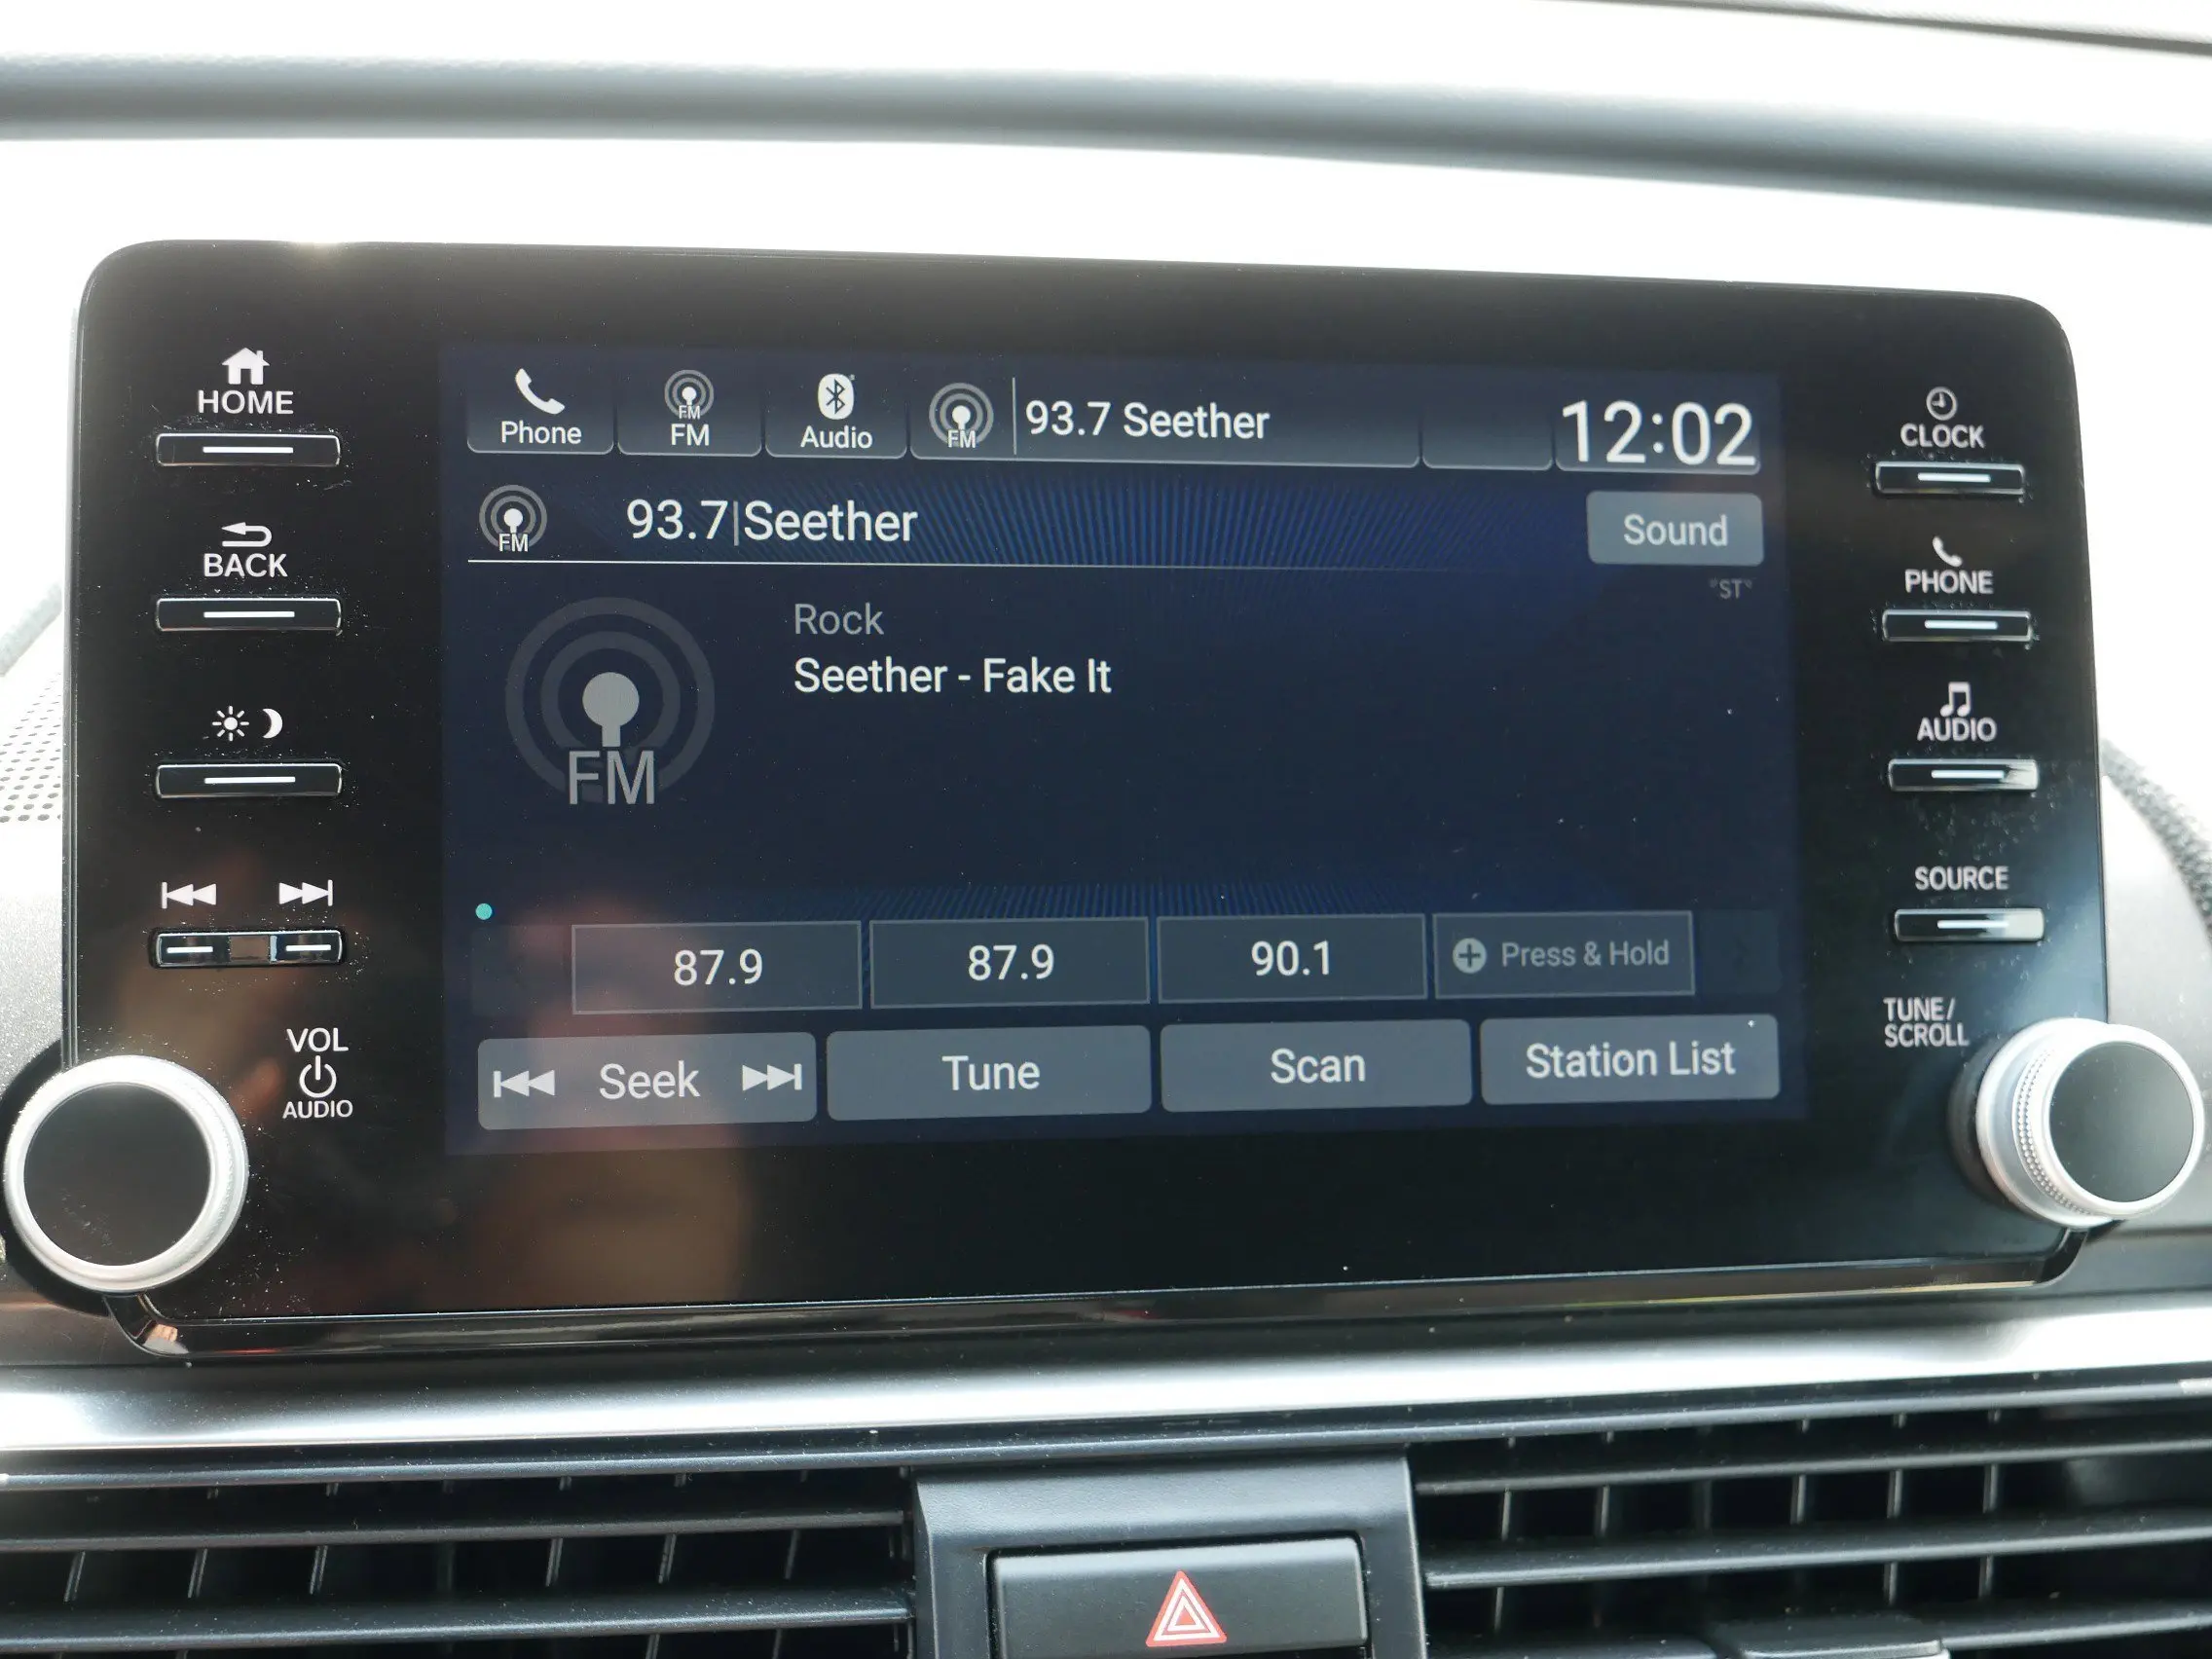 HOME
BACK
VOL
AUDIO
Phone
FM
FM
Audio
FM
93.7 Seether
12:02
FM
93.7|Seether
Sound
"ST"
Rock
Seether - Fake It
FM
87.9
87.9
90.1
Press & Hold
Seek
Tune
Scan
Station List
CLOCK
PHONE
AUDIO
SOURCE
TUNE/
SCROLL